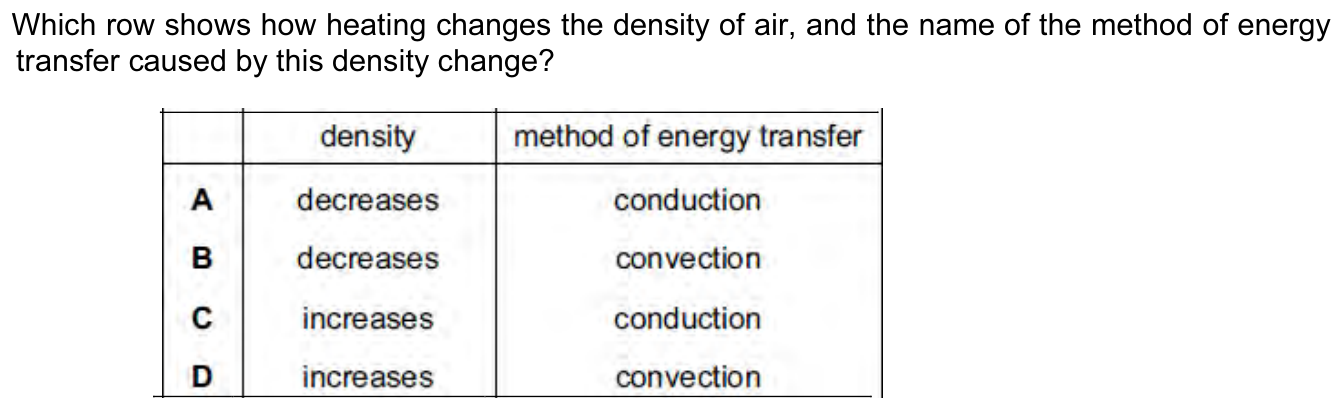 Which row shows how heating changes the density of air, and the name of the method of energy
transfer caused by this density change?
density method of energy transfer
A decreases conduction
B decreases convection
C increases conduction
D increases convection